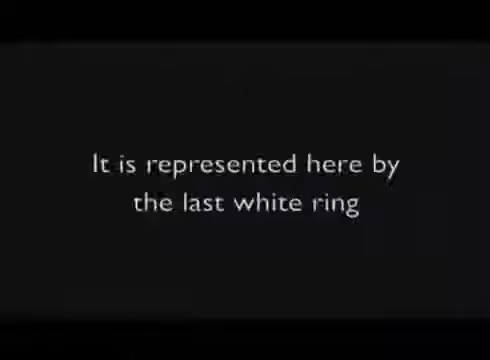 It is represented here by
the last white ring